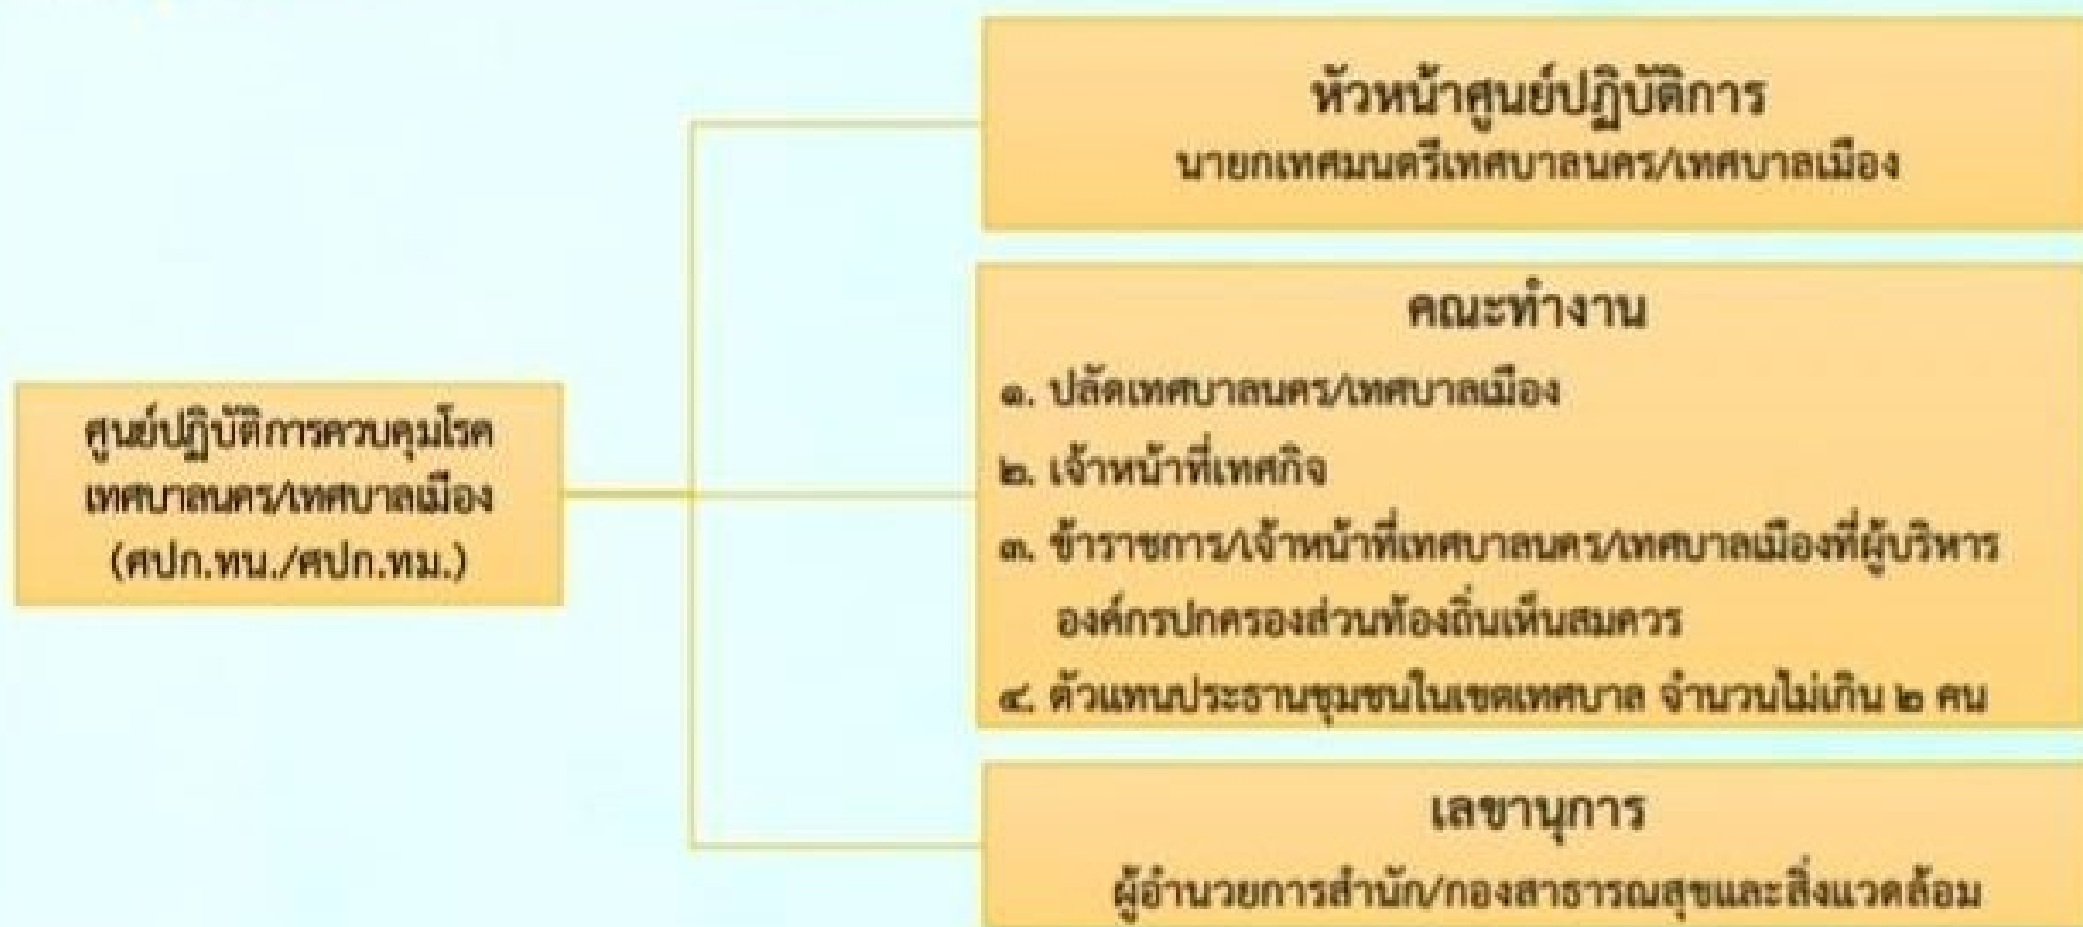 ศูนย์ปฏิบัติการควบคุมโรค
เทศบาลนคร/เทศบาลเมือง
(ศปก.ทน./ศปก.ทม.)
หัวหน้าศูนย์ปฏิบัติการ
นายกเทศมนตรีเทศบาลนคร/เทศบาลเมือง
คณะทำงาน
๑. ปลัดเทศบาลนคร/เทศบาลเมือง
๒. เจ้าหน้าที่เทศกิจ
๓. ข้าราชการ/เจ้าหน้าที่เทศบาลนคร/เทศบาลเมืองที่ผู้บริหาร
องค์กรปกครองส่วนท้องถิ่นเห็นสมควร
๔. ตัวแทนประธานชุมชนในเขตเทศบาล จำนวนไม่เกิน ๒ คน
เลขานุการ
ผู้อำนวยการสำนัก/กองสาธารณสุขและสิ่งแวดล้อม